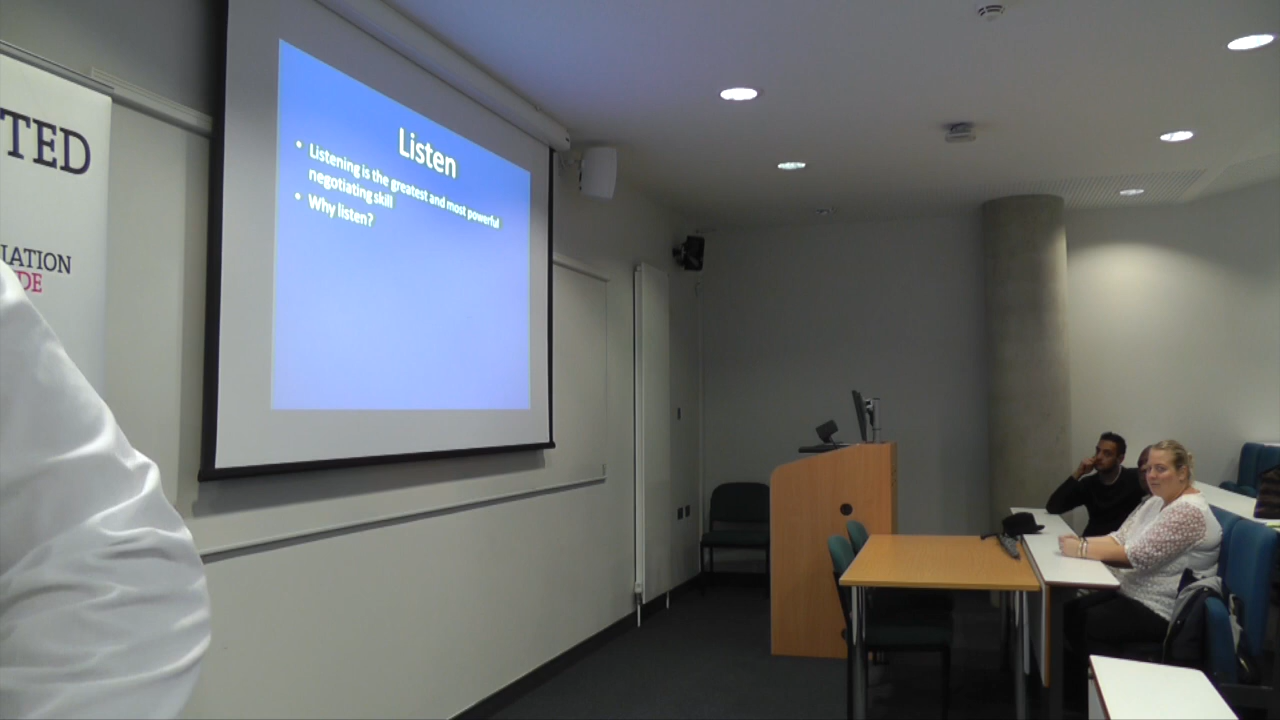 TED
IATION
DE
Listen
• Listening is the greatest and most powerful
negotiating skill
• Why listen?